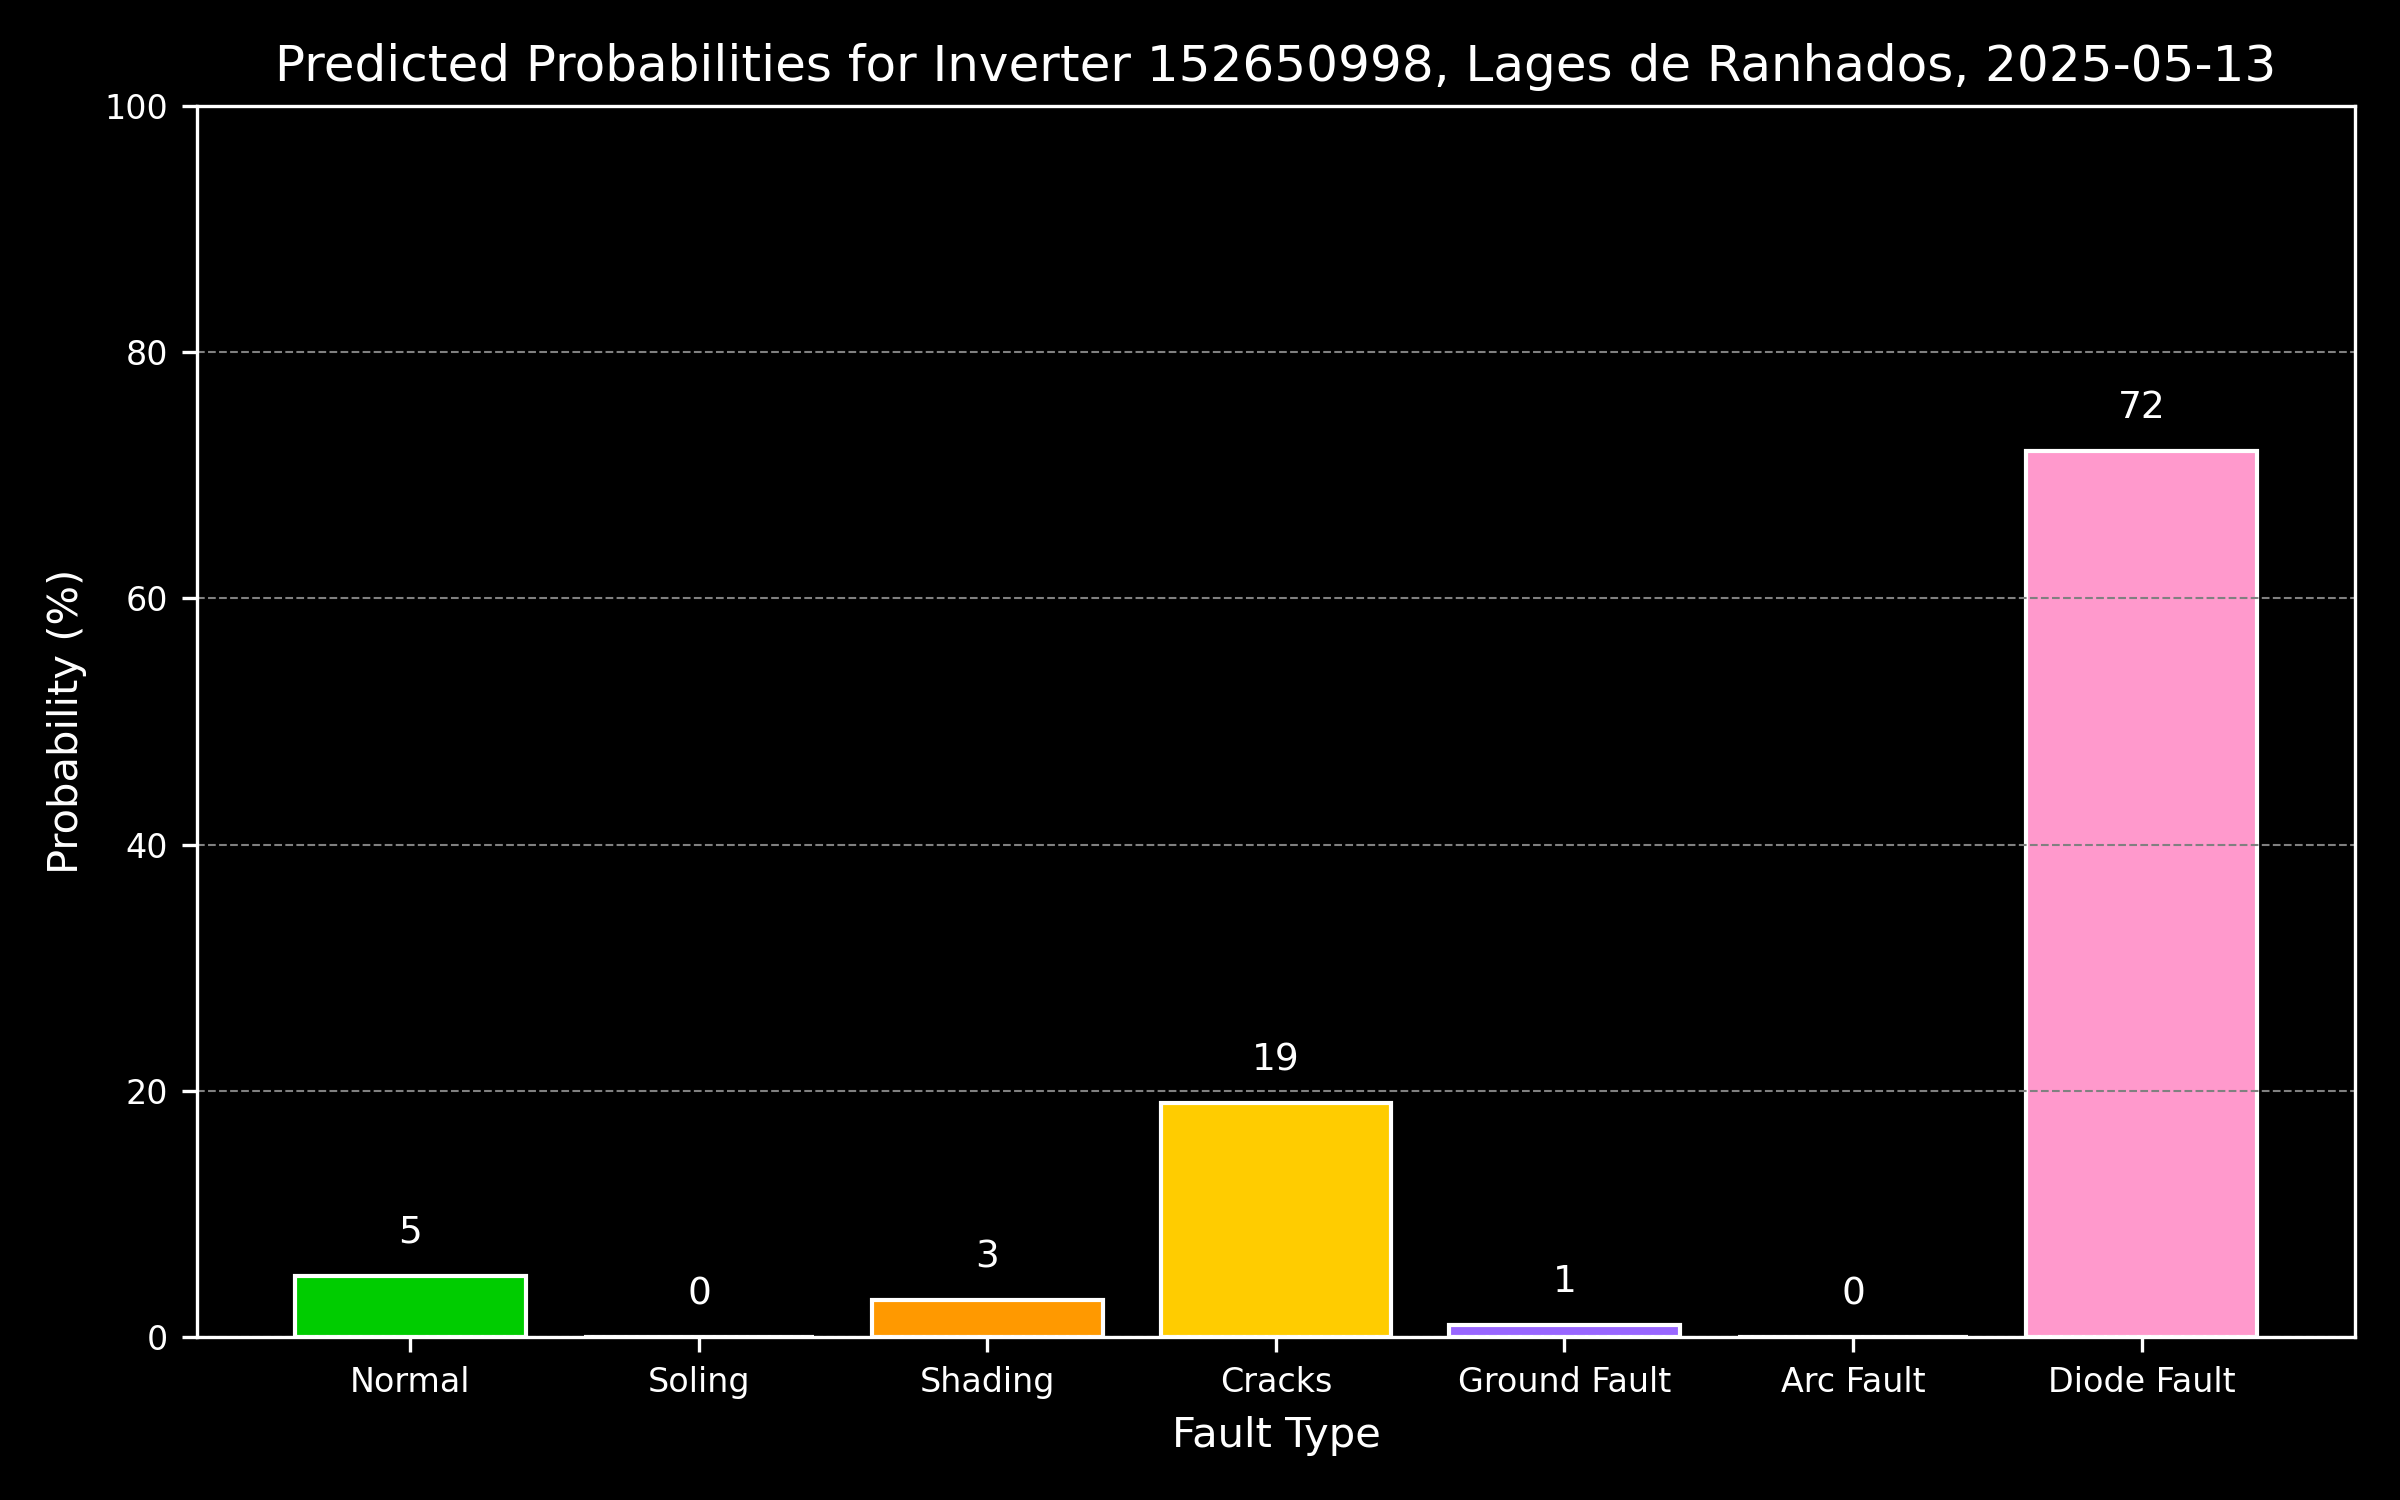 Predicted Probabilities for Inverter 152650998, Lages de Ranhados, 2025-05-13
100
80
60
40
20
0
Probability (%)
5
0
3
19
1
0
72
Normal
Soling
Shading
Cracks
Ground Fault
Arc Fault
Diode Fault
Fault Type